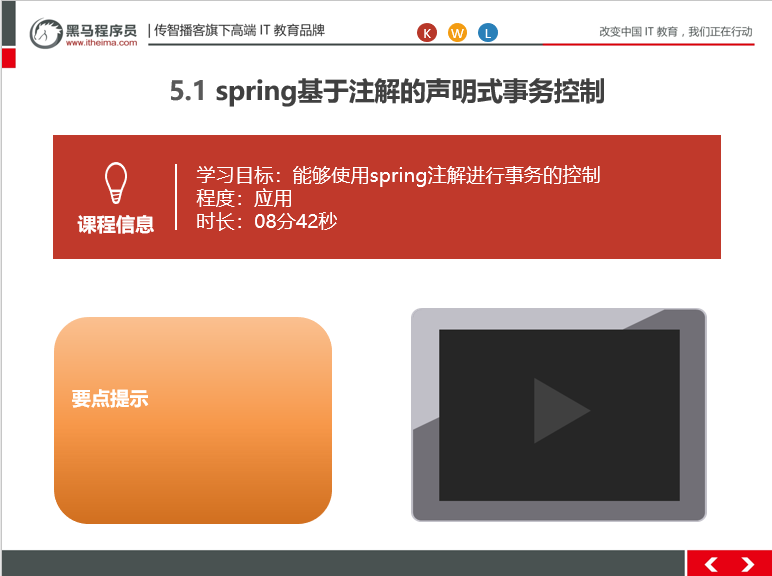 黑马程序员
www.itheima.com
传智播客旗下高端 IT 教育品牌
K W L
改变中国 IT 教育，我们正在行动
5.1 spring基于注解的声明式事务控制
课程信息
学习目标：能够使用spring注解进行事务的控制
程度：应用
时长：08分42秒
要点提示